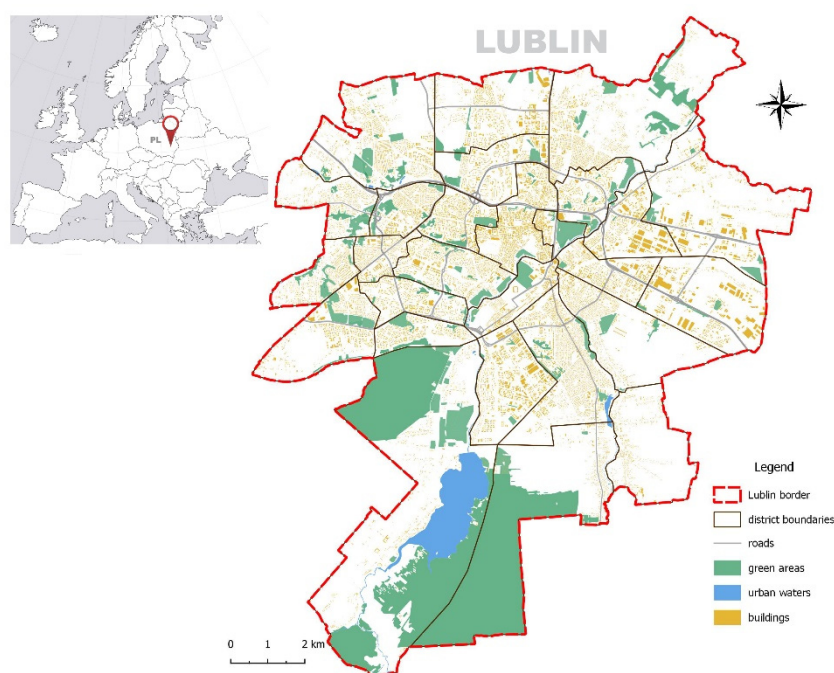 LUBLIN
PL
Legend
Lublin border
district boundaries
roads
green areas
urban waters
buildings
0 1 2 km